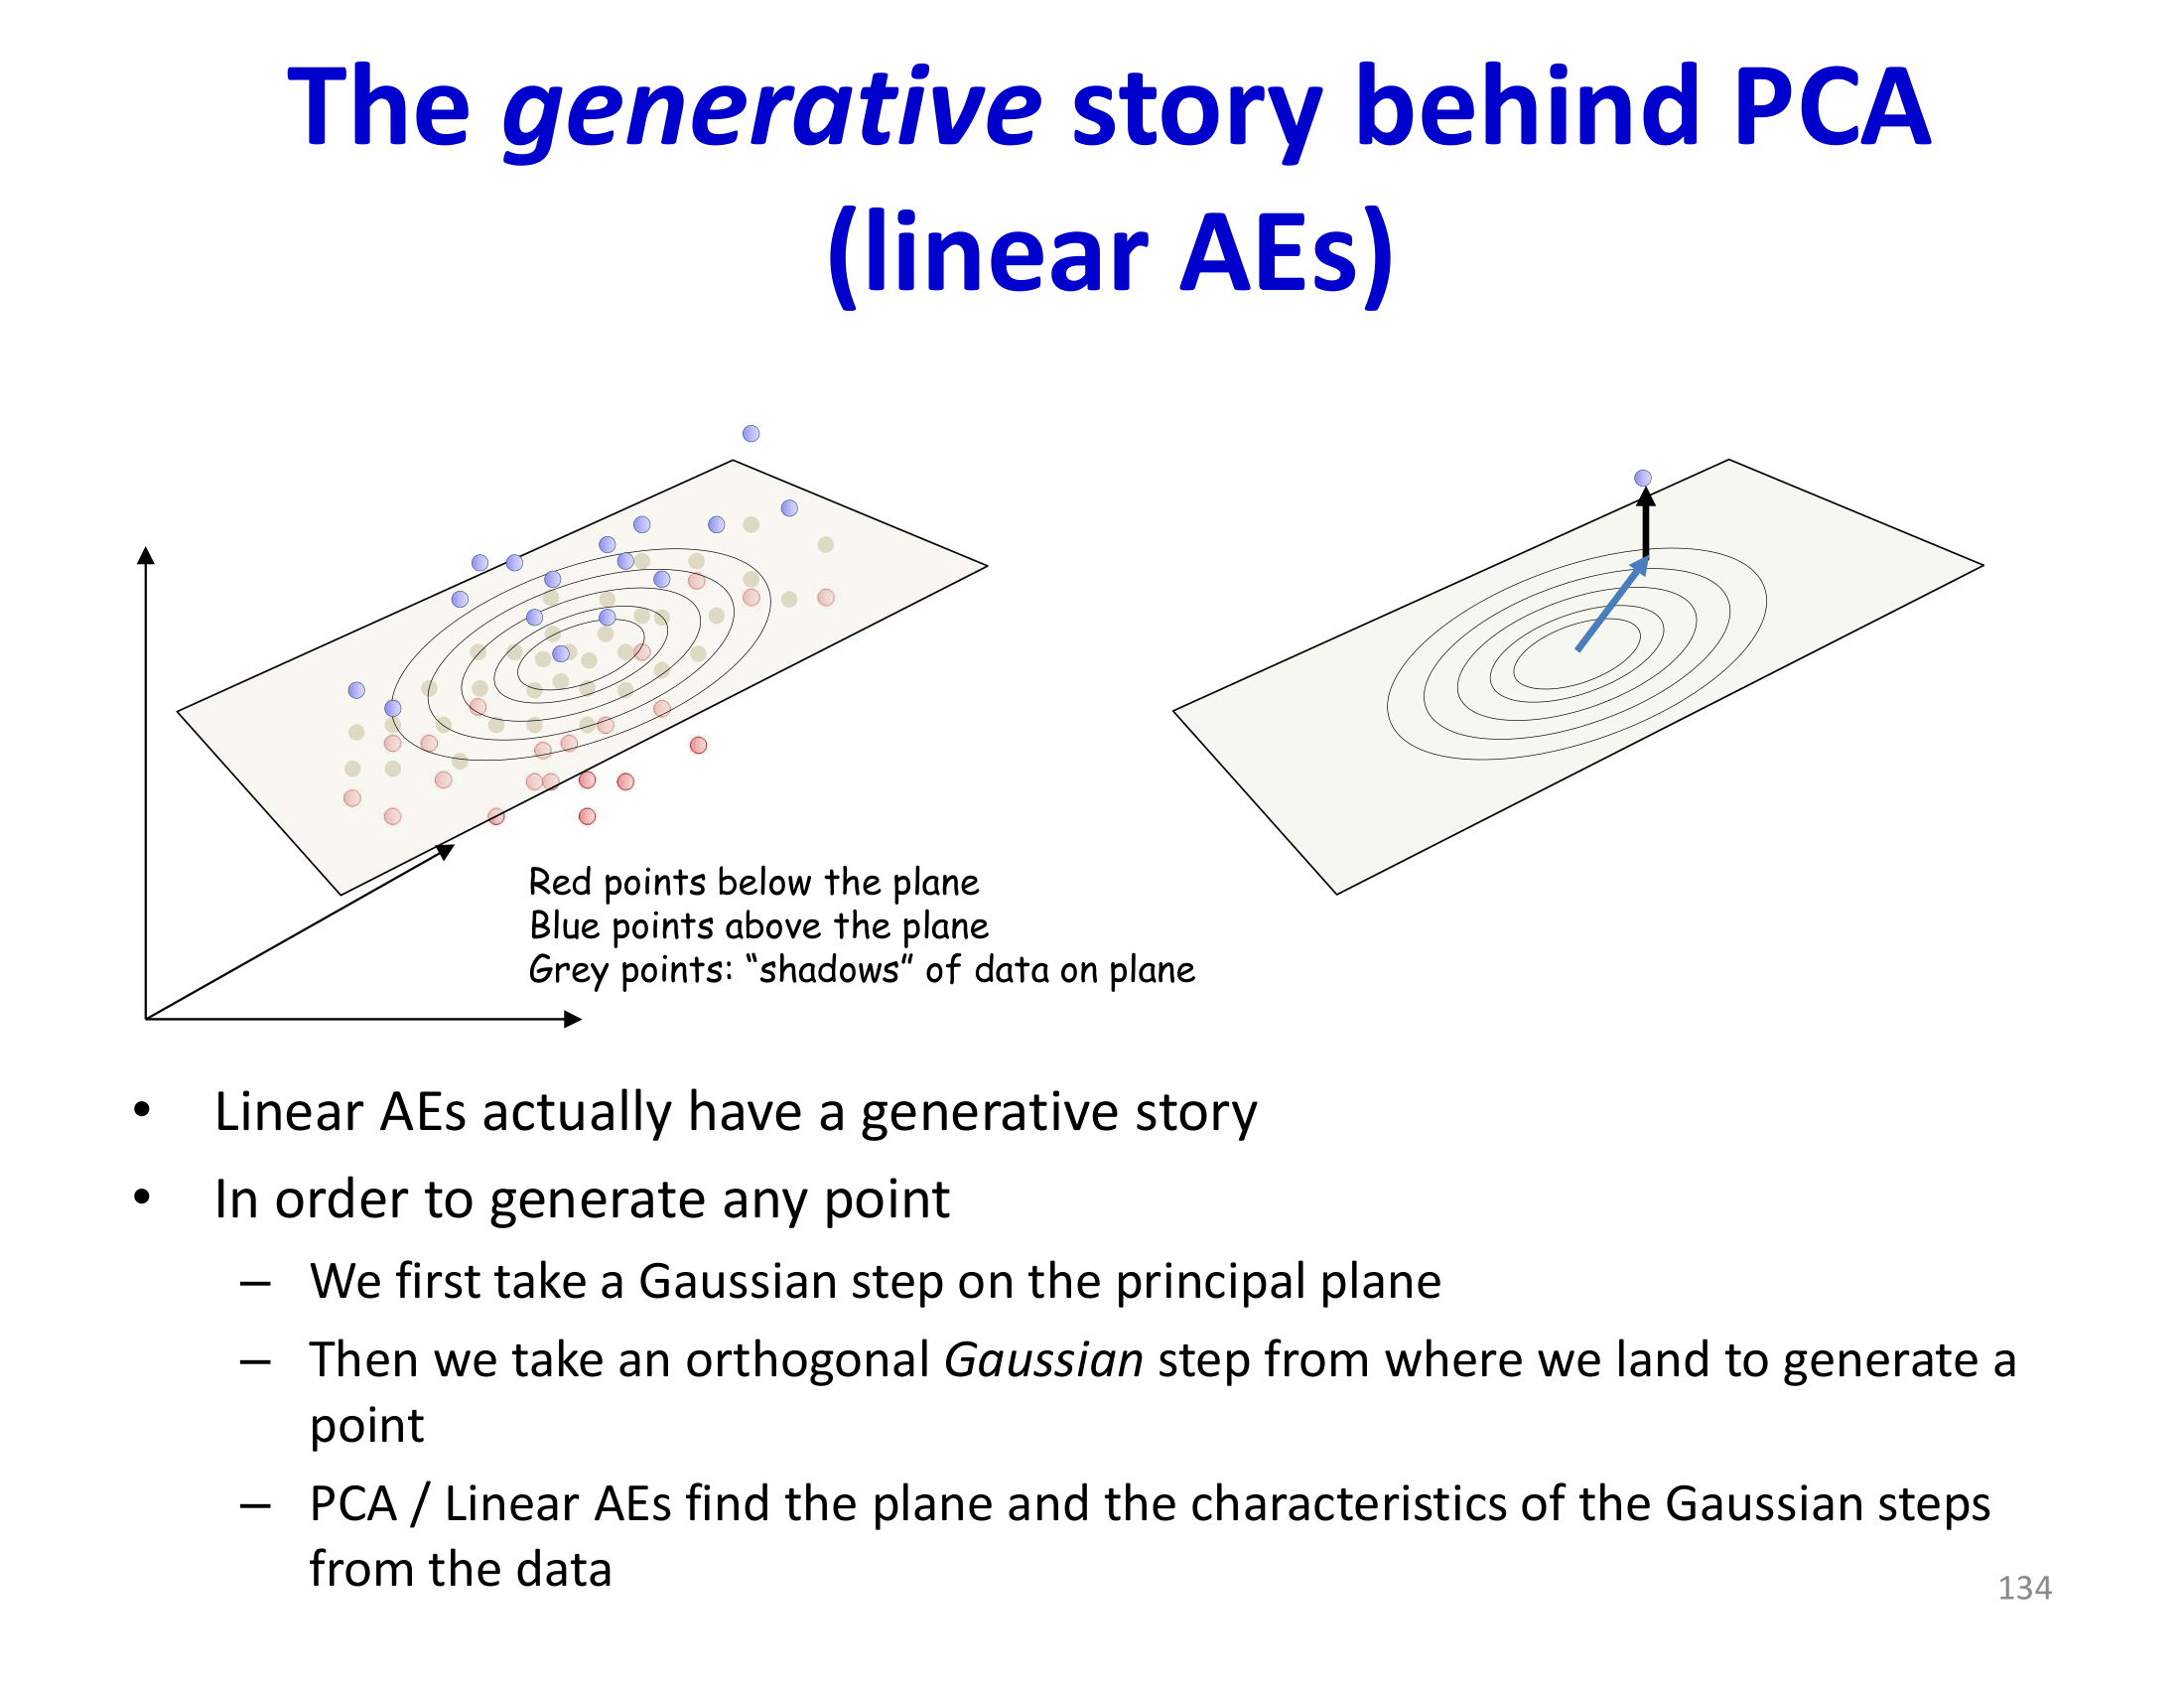 The generative story behind PCA
(linear AEs)
Red points below the plane
Blue points above the plane
Grey points: “shadows” of data on plane
• Linear AEs actually have a generative story
• In order to generate any point
– We first take a Gaussian step on the principal plane
– Then we take an orthogonal Gaussian step from where we land to generate a
point
– PCA / Linear AEs find the plane and the characteristics of the Gaussian steps
from the data
134